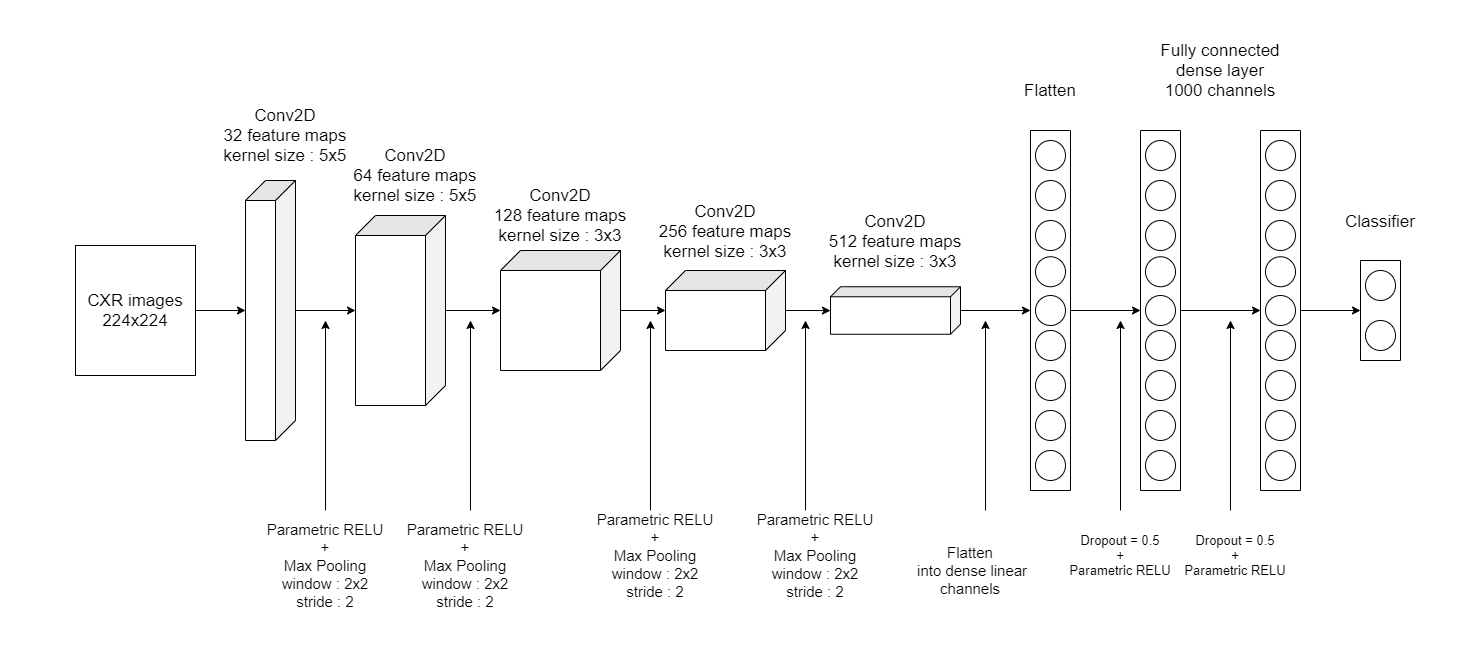 CXR images
224x224
Conv2D
32 feature maps
kernel size : 5x5
Conv2D
64 feature maps
kernel size : 5x5
Conv2D
128 feature maps
kernel size : 3x3
Conv2D
256 feature maps
kernel size : 3x3
Conv2D
512 feature maps
kernel size : 3x3
Flatten
Fully connected
dense layer
1000 channels
Classifier
Parametric RELU
+
Max Pooling
window : 2x2
stride : 2
Parametric RELU
+
Max Pooling
window : 2x2
stride : 2
Parametric RELU
+
Max Pooling
window : 2x2
stride : 2
Parametric RELU
+
Max Pooling
window : 2x2
stride : 2
Flatten
into dense linear
channels
Dropout = 0.5
+
Parametric RELU
Dropout = 0.5
+
Parametric RELU